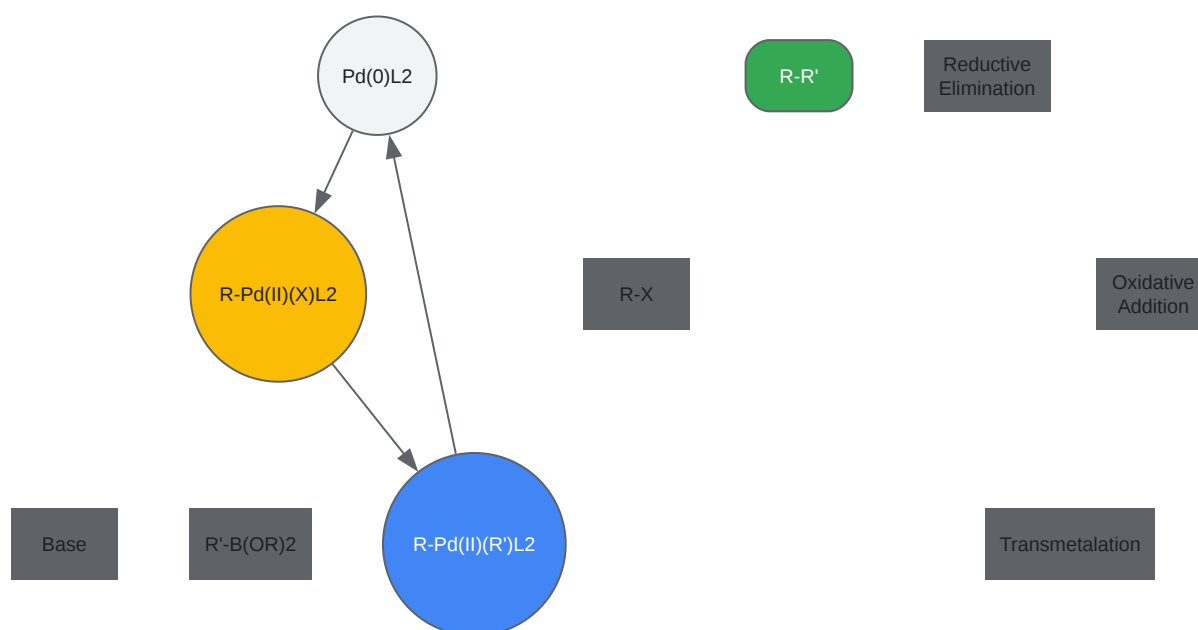 Pd(0)L2
R-R'
Reductive
Elimination
R-Pd(II)(X)L2
R-X
Oxidative
Addition
Base
R'-B(OR)2
R-Pd(II)(R')L2
Transmetalation